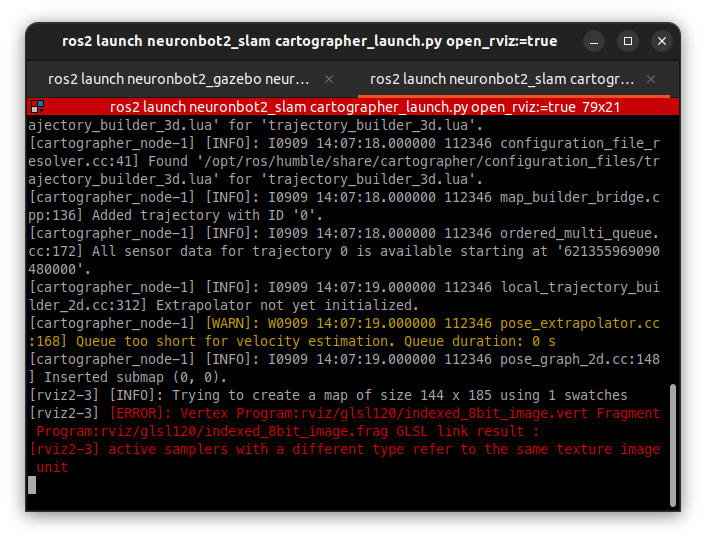 ros2 launch neuronbot2_slam cartographer_launch.py open_rviz:=true
ros2 launch neuronbot2_gazebo neur...
ros2 launch neuronbot2_slam cartogr...
ros2 launch neuronbot2_slam cartographer_launch.py open_rviz:=true 79x21
ajectory_builder_3d.lua' for 'trajectory_builder_3d.lua'.
[cartographer_node-1] [INFO]: I0909 14:07:18.000000 112346 configuration_file_r
esolver.cc:41] Found '/opt/ros/humble/share/cartographer/configuration_files/tr
ajectory_builder_3d.lua' for 'trajectory_builder_3d.lua'.
[cartographer_node-1] [INFO]: I0909 14:07:18.000000 112346 map_builder_bridge.c
pp:136] Added trajectory with ID '0'.
[cartographer_node-1] [INFO]: I0909 14:07:18.000000 112346 ordered_multi_queue.
cc:172] All sensor data for trajectory 0 is available starting at '621355969090
480000'.
[cartographer_node-1] [INFO]: I0909 14:07:19.000000 112346 local_trajectory_bui
lder_2d.cc:312] Extrapolator not yet initialized.
[cartographer_node-1] [WARN]: W0909 14:07:19.000000 112346 pose_extrapolator.cc
:168] Queue too short for velocity estimation. Queue duration: 0 s
[cartographer_node-1] [INFO]: I0909 14:07:19.000000 112346 pose_graph_2d.cc:148
] Inserted submap (0, 0).
[rviz2-3] [INFO]: Trying to create a map of size 144 x 185 using 1 swatches
[rviz2-3] [ERROR]: Vertex Program:rviz/glsl120/indexed_8bit_image.vert Fragment
Program:rviz/glsl120/indexed_8bit_image.frag GLSL link result :
[rviz2-3] active samplers with a different type refer to the same texture image
unit